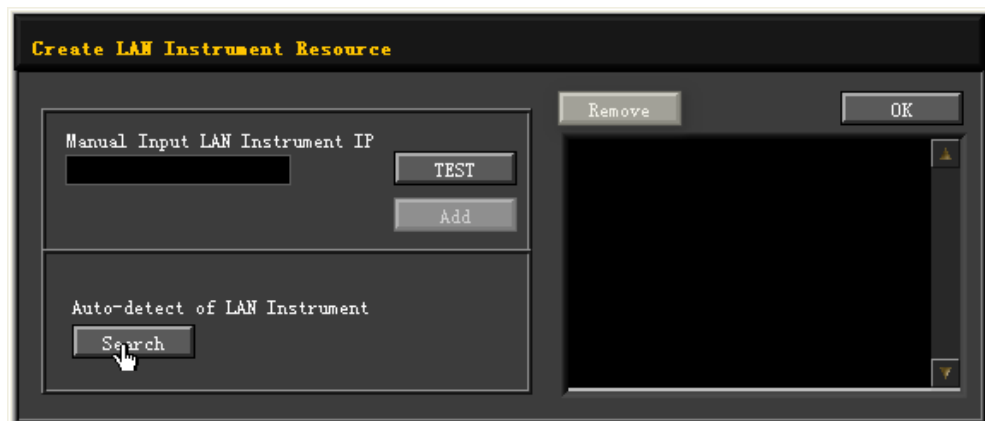 Create LAN Instrument Resource
Remove
OK
Manual Input LAN Instrument IP
TEST
Add
Auto-detect of LAN Instrument
Search